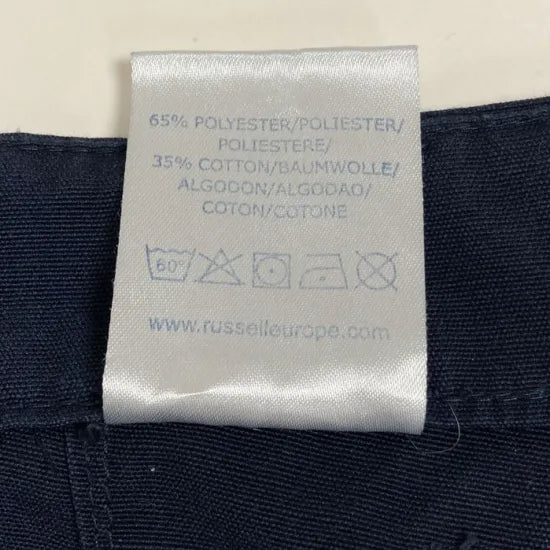 65% POLYESTER/POLIESTER/
POLIESTERE/
35% COTTON/BAUMWOLLE/
ALGODON/ALGODAO/
COTON/COTONE
60°
www.russelleurope.com